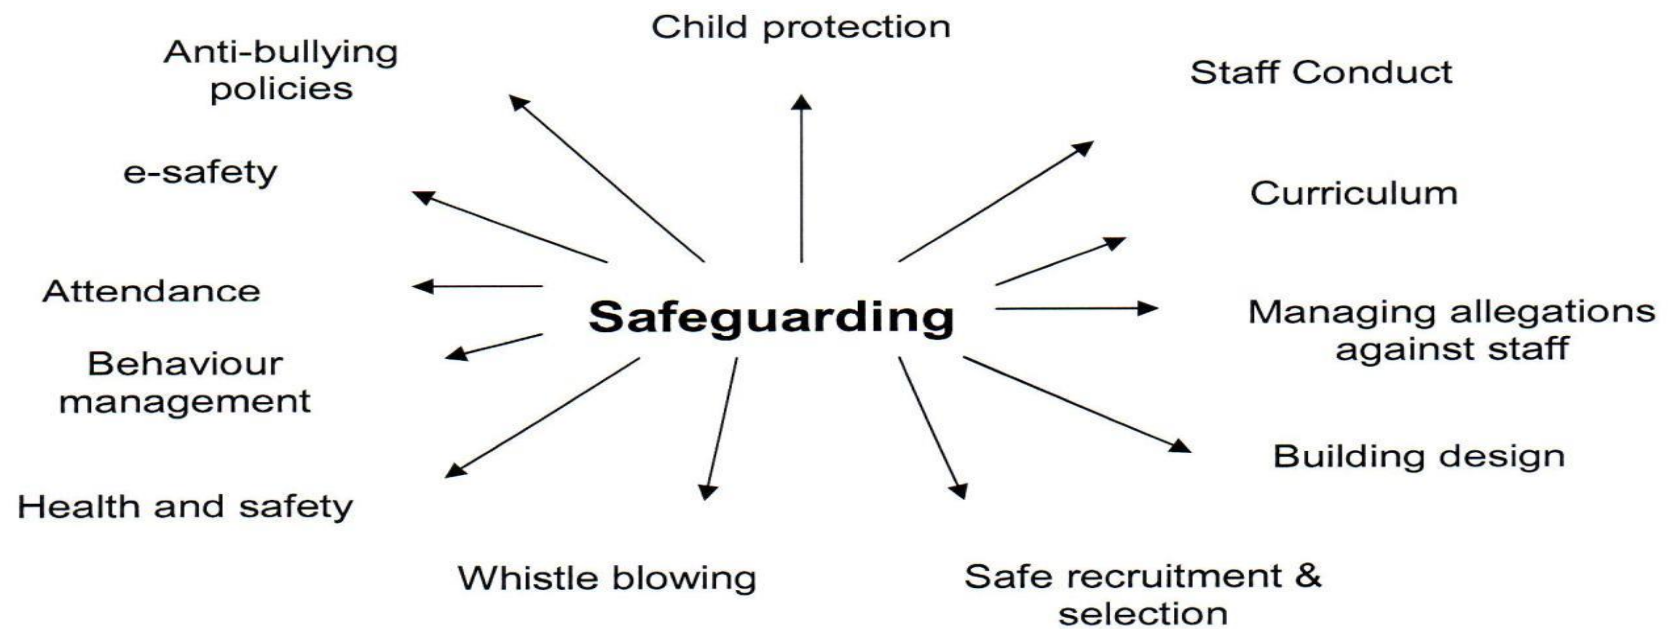 Child protection
Anti-bullying
policies
Staff Conduct
e-safety
Curriculum
Attendance
Safeguarding
Managing allegations
against staff
Behaviour
management
Building design
Health and safety
Whistle blowing
Safe recruitment &
selection